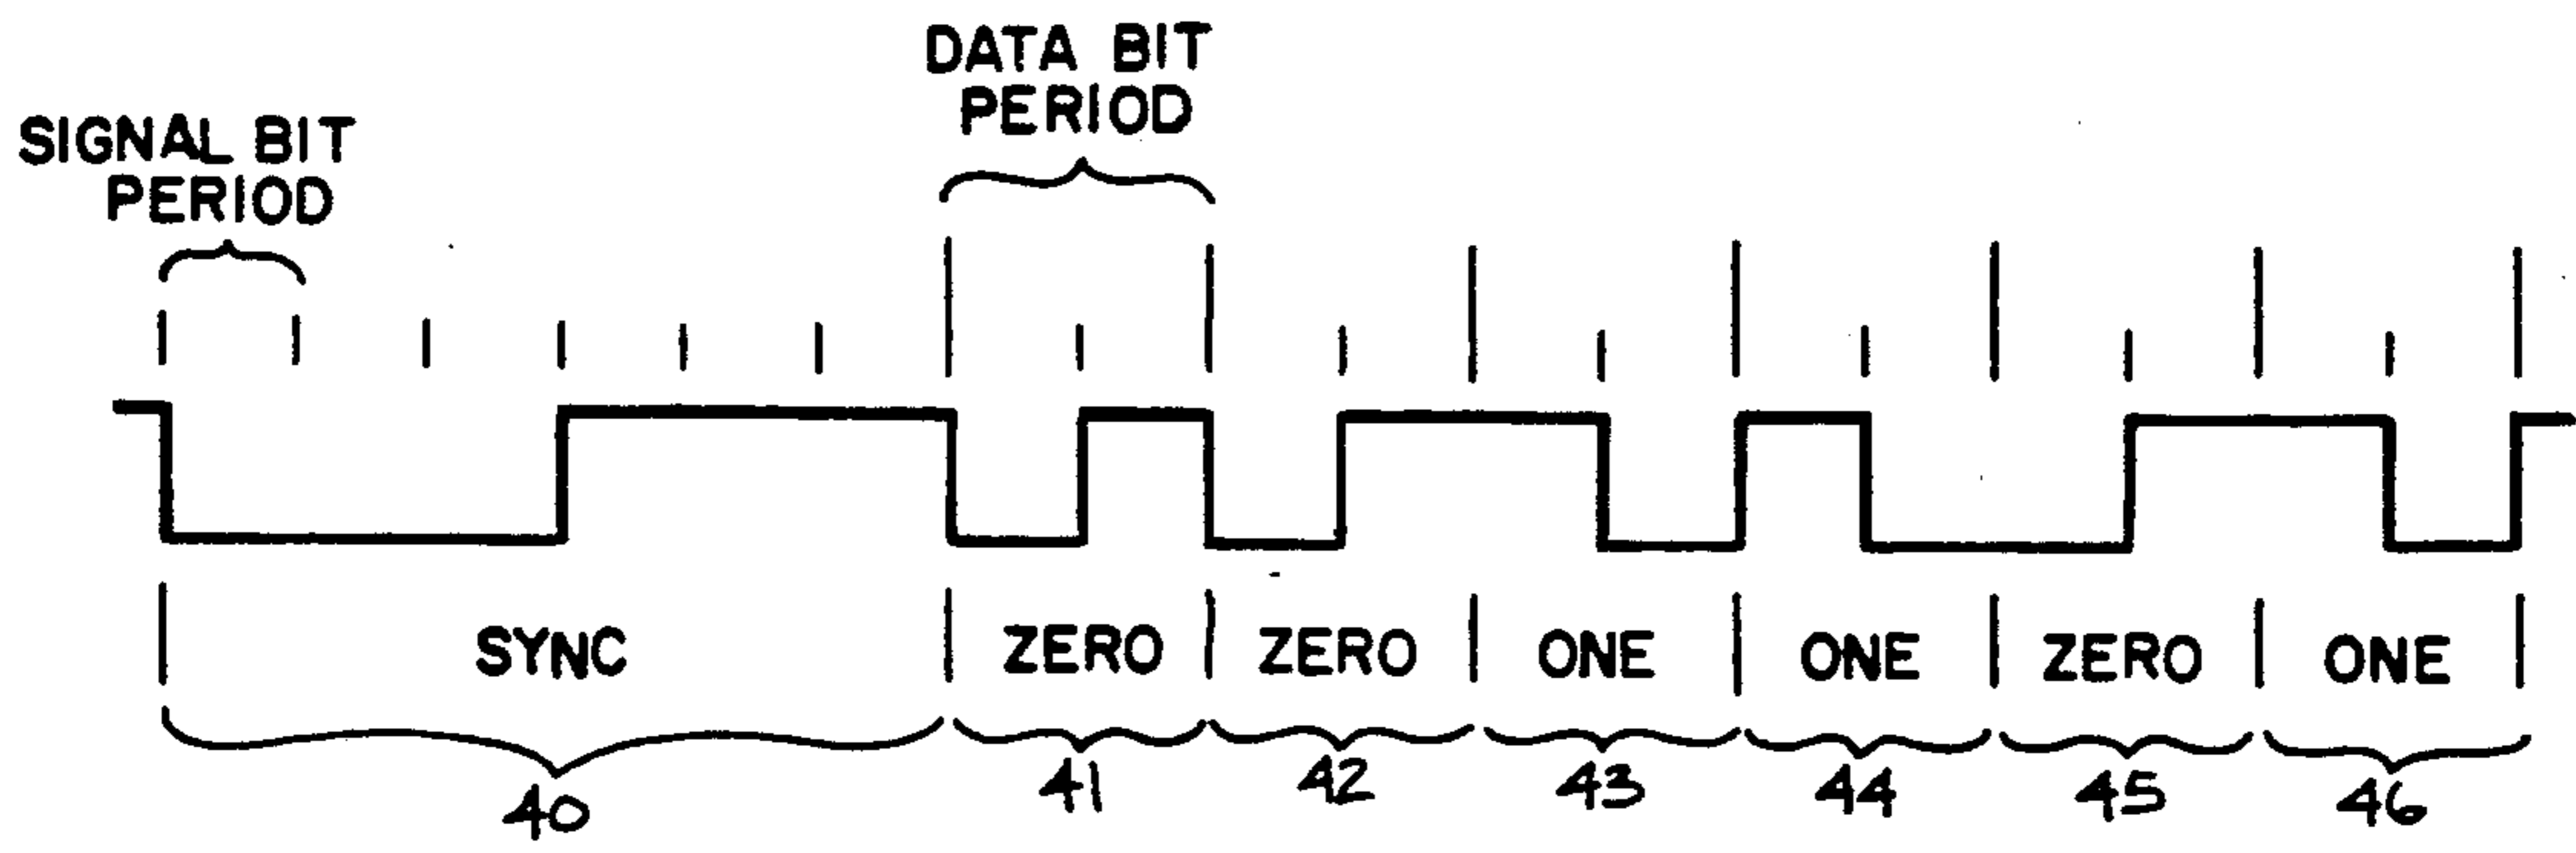 DATA BIT
PERIOD
SIGNAL BIT
PERIOD
SYNC
ZERO
ZERO
ONE
ONE
ZERO
ONE
40
41
42
43
44
45
46